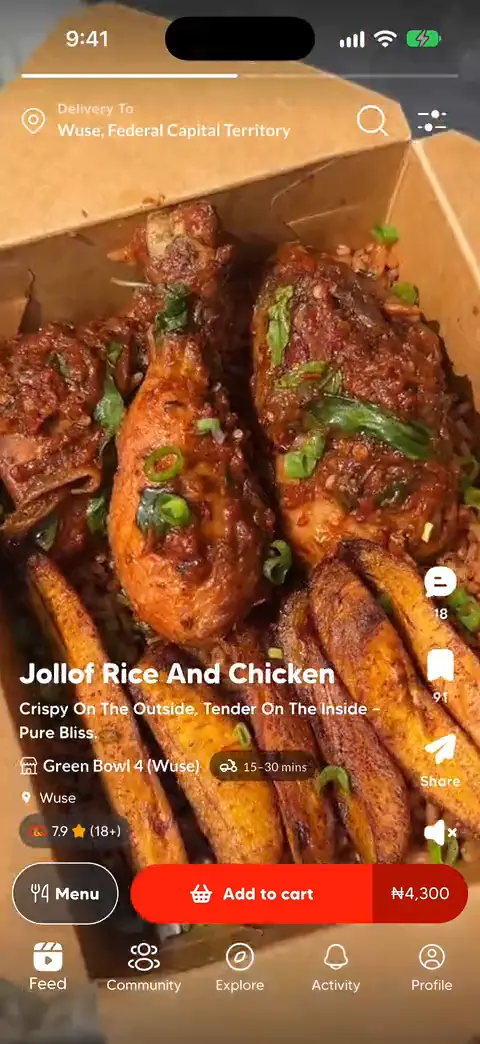 9:41
Delivery To
Wuse, Federal Capital Territory
18
91
Share
Jollof Rice And Chicken
Crispy On The Outside, Tender On The Inside –
Pure Bliss.
Green Bowl 4 (Wuse)
15-30 mins
Wuse
7.9 (18+)
Menu
Add to cart
₦4,300
Feed
Community
Explore
Activity
Profile